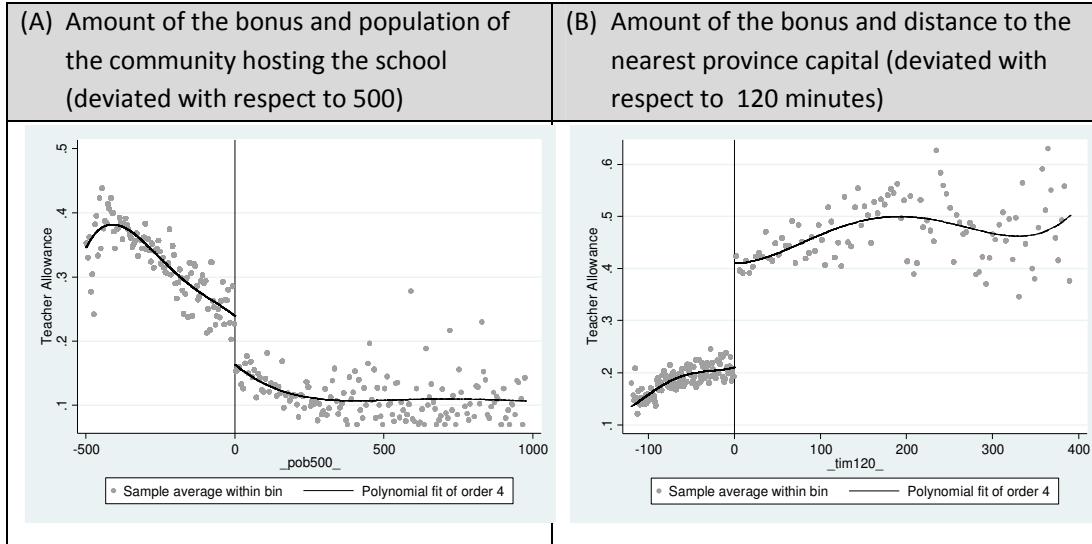 (A) Amount of the bonus and population of
the community hosting the school
(deviated with respect to 500)
(B) Amount of the bonus and distance to the
nearest province capital (deviated with
respect to 120 minutes)
Teacher Allowance
.5
.4
.3
.2
.1
-500 0 500 1000
_pob500_
Sample average within bin Polynomial fit of order 4
Teacher Allowance
.6
.5
.4
.3
.2
.1
-100 0 100 200 300 400
_tim120_
Sample average within bin Polynomial fit of order 4